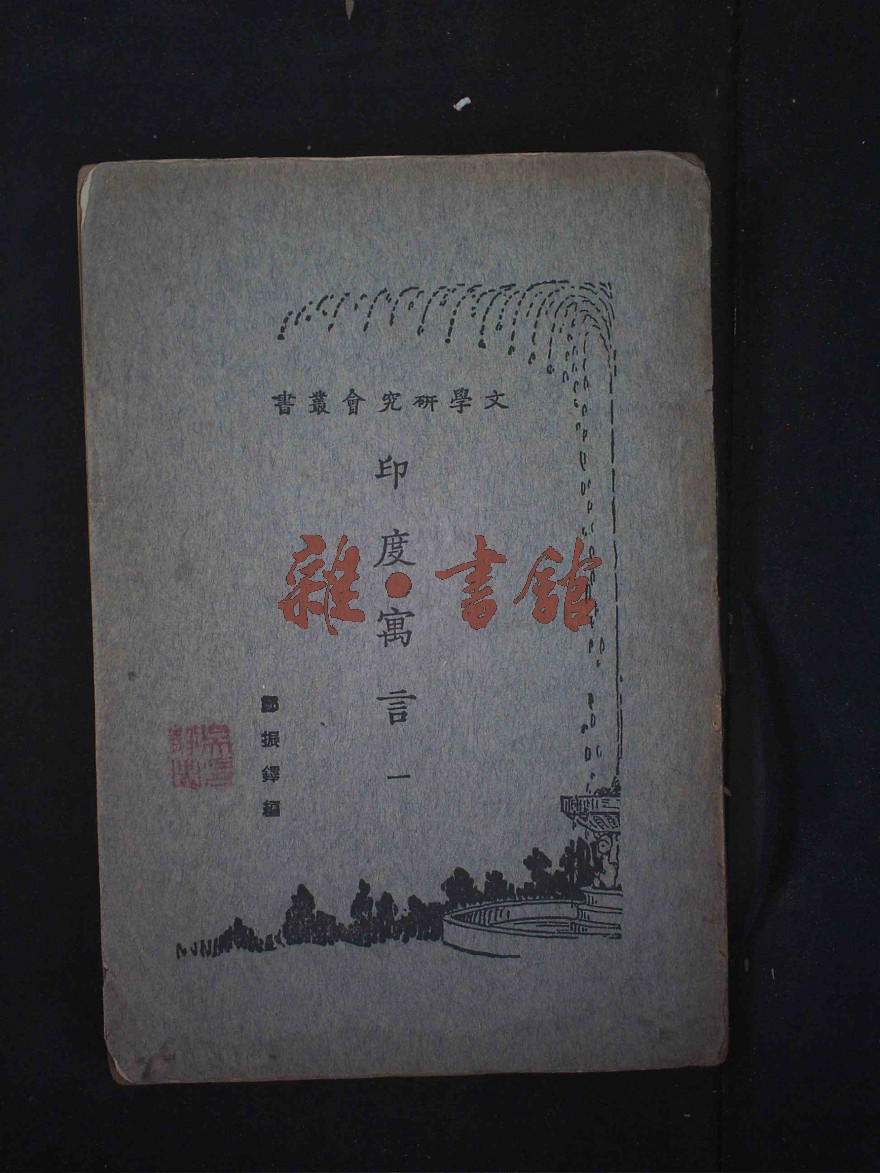 文學研究會叢書
印度寓言一
鄭振鐸編
雜·書館